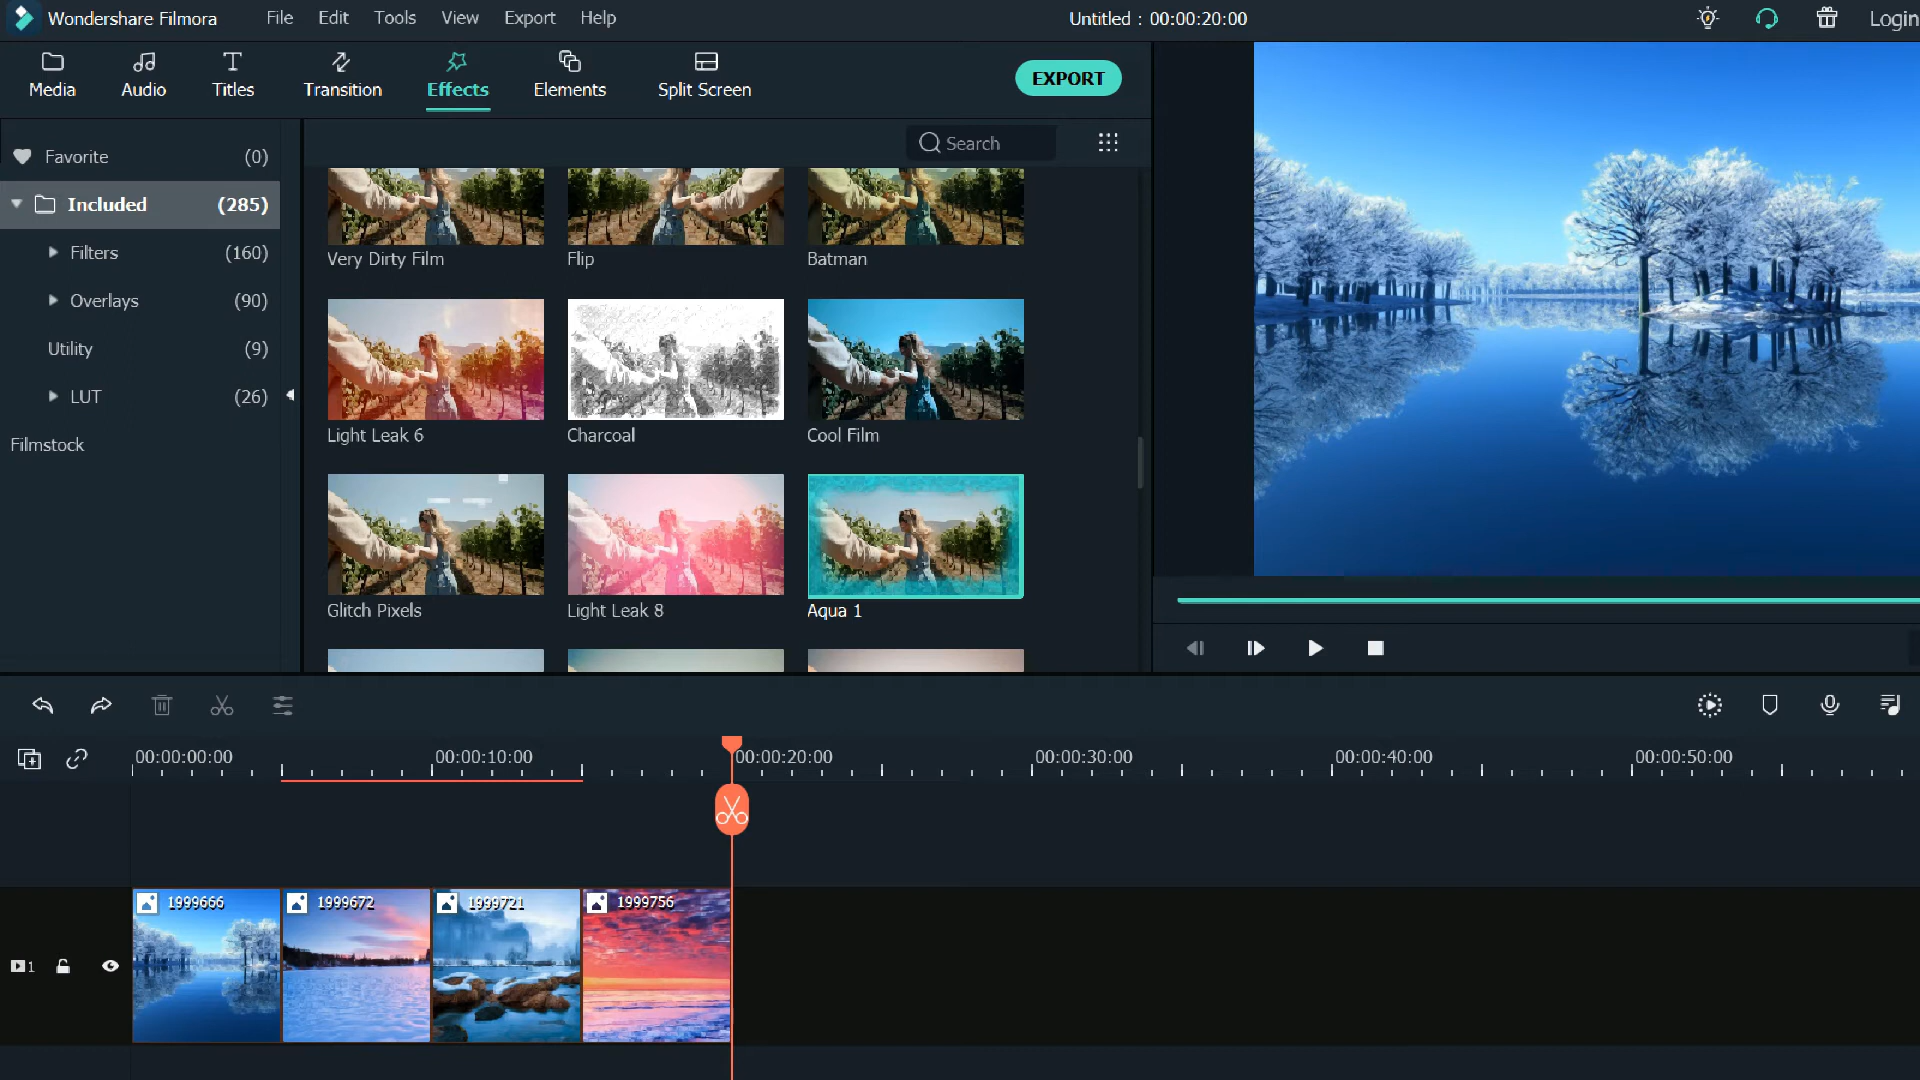 Wondershare Filmora File Edit Tools View Export Help Untitled : 00:00:20:00 Login
Media Audio Titles Transition Effects Elements Split Screen EXPORT
Search
Favorite (0)
Included (285)
Filters (160)
Overlays (90)
Utility (9)
LUT (26)
Filmstock
Very Dirty Film Flip Batman
Light Leak 6 Charcoal Cool Film
Glitch Pixels Light Leak 8 Aqua 1
00:00:00:00 00:00:10:00 00:00:20:00 00:00:30:00 00:00:40:00 00:00:50:00
1999666 1999672 1999721 1999756
1